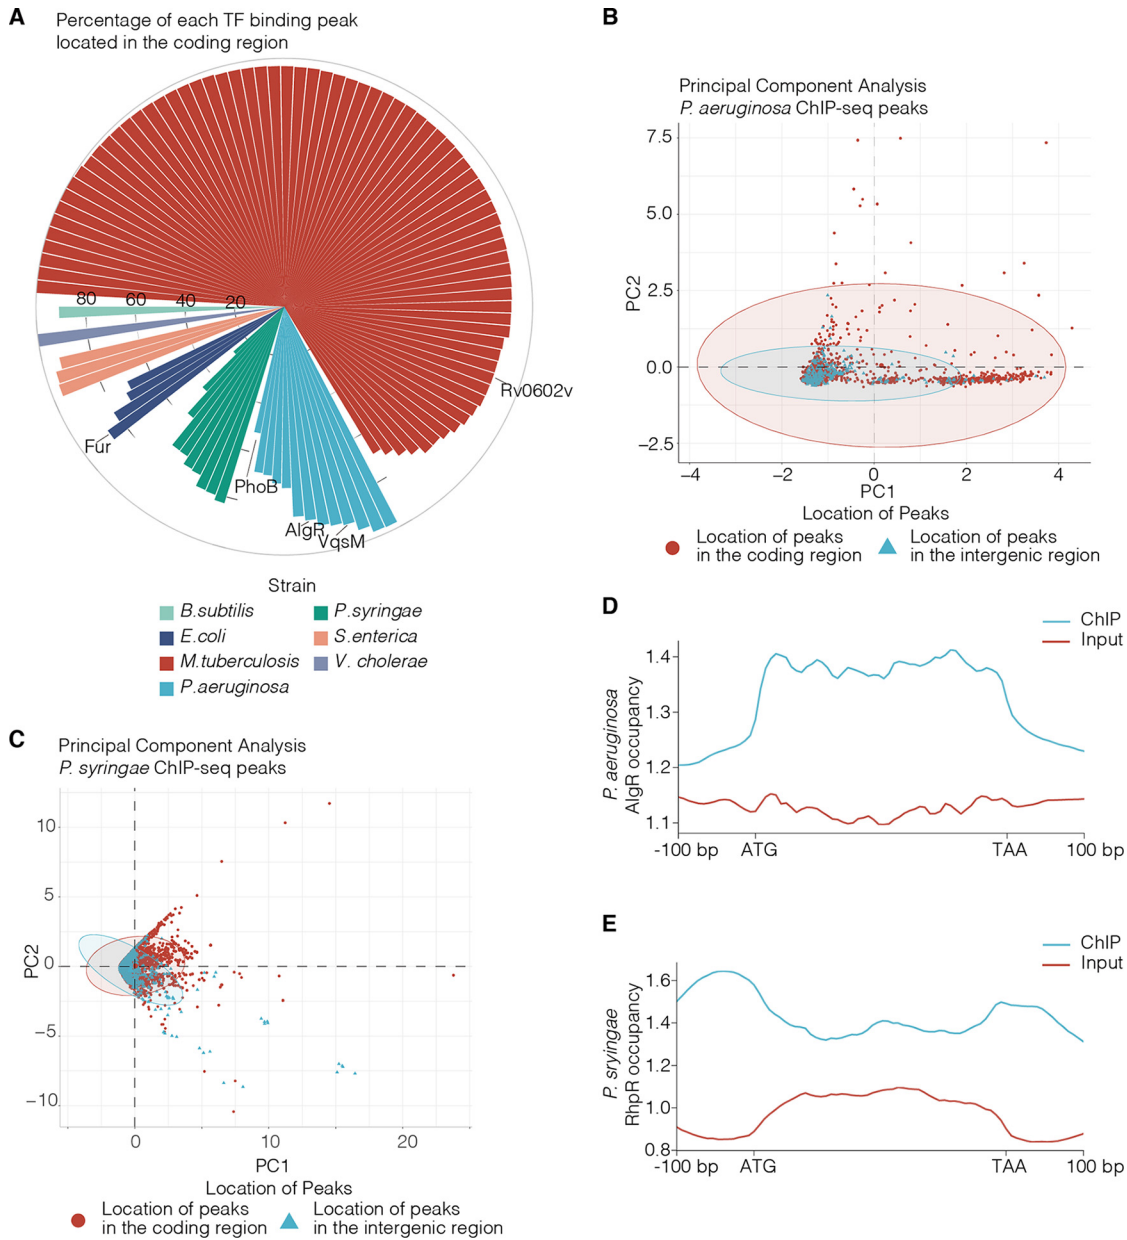 A
Percentage of each TF binding peak
located in the coding region
80
60
40
20
Rv0602v
Fur
PhoB
AlgR
VqsM
Strain
B.subtilis
P.syringae
E.coli
S.enterica
M.tuberculosis
V. cholerae
P.aeruginosa
B
Principal Component Analysis
P. aeruginosa ChIP-seq peaks
7.5
5.0
2.5
0.0
−2.5
PC2
−4
−2
0
2
4
PC1
Location of Peaks
Location of peaks
in the coding region
Location of peaks
in the intergenic region
C
Principal Component Analysis
P. syringae ChIP-seq peaks
10
5
0
−5
−10
PC2
0
10
20
PC1
Location of Peaks
Location of peaks
in the coding region
Location of peaks
in the intergenic region
D
ChIP
Input
1.4
1.3
1.2
1.1
P. aeruginosa
AlgR occupancy
-100 bp
ATG
TAA
100 bp
E
ChIP
Input
1.6
1.4
1.2
1.0
0.8
P. sryingae
RhpR occupancy
-100 bp
ATG
TAA
100 bp